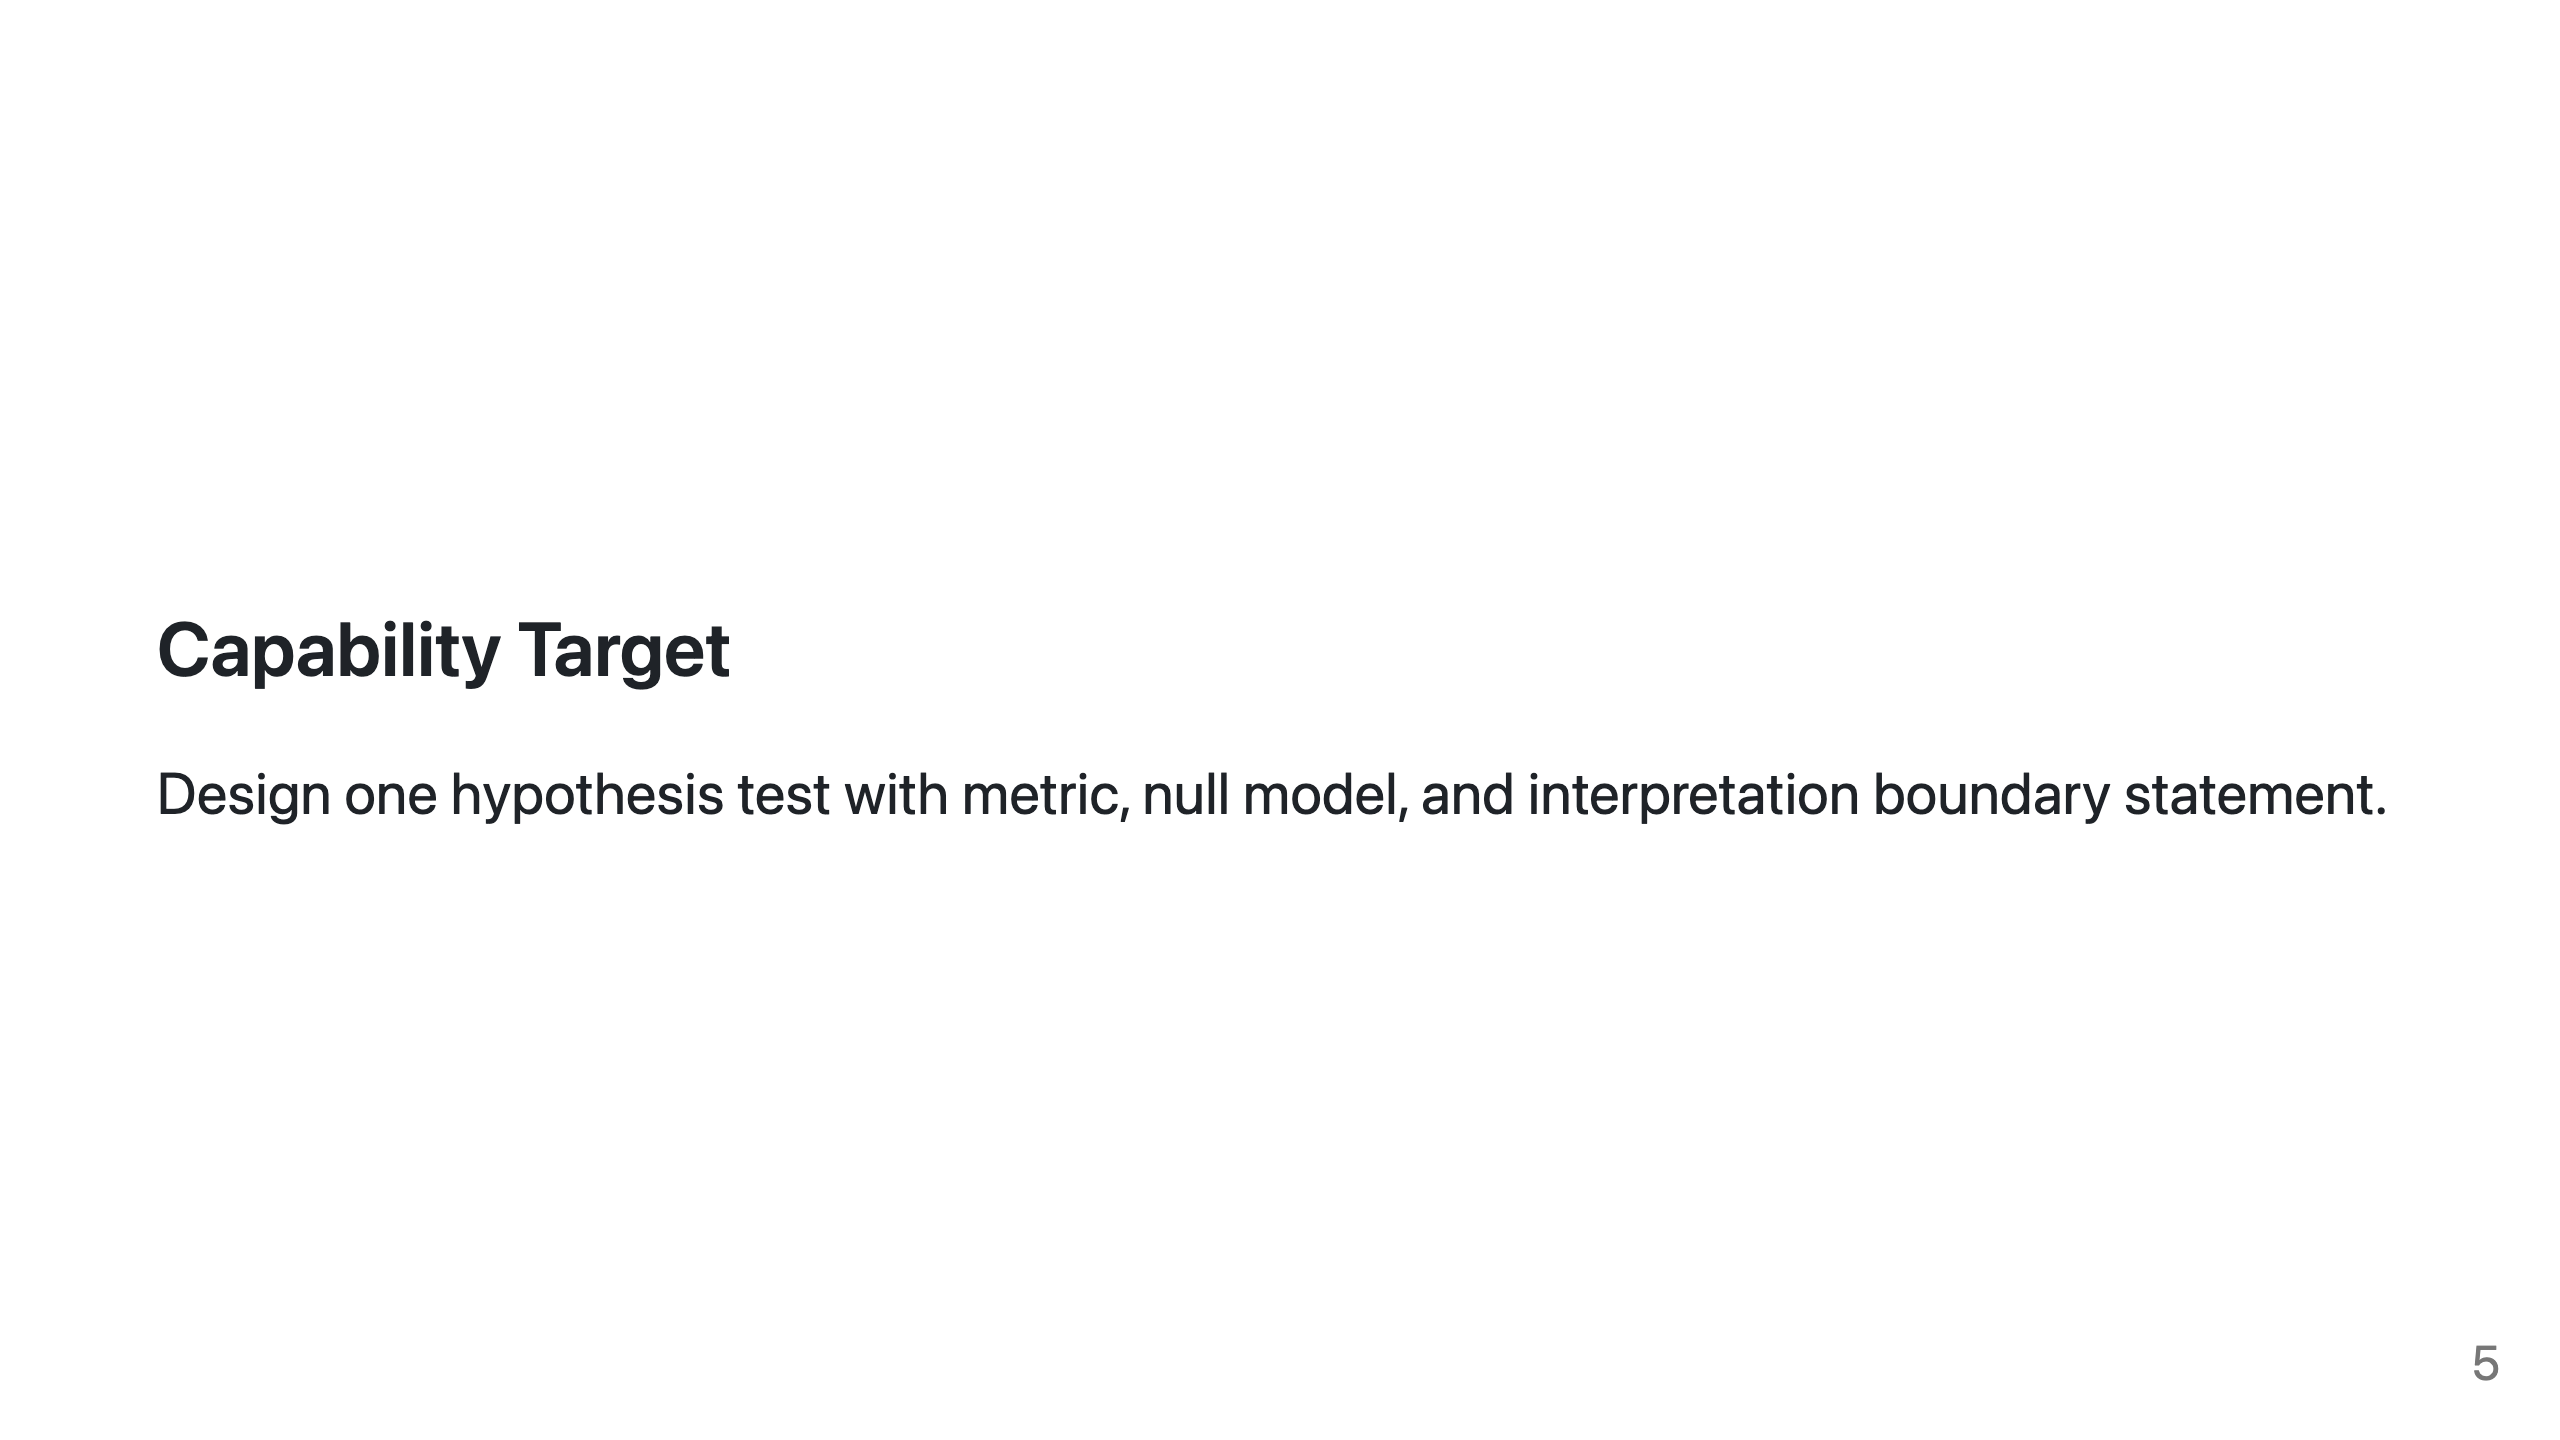 Capability Target
Design one hypothesis test with metric, null model, and interpretation boundary statement.
5